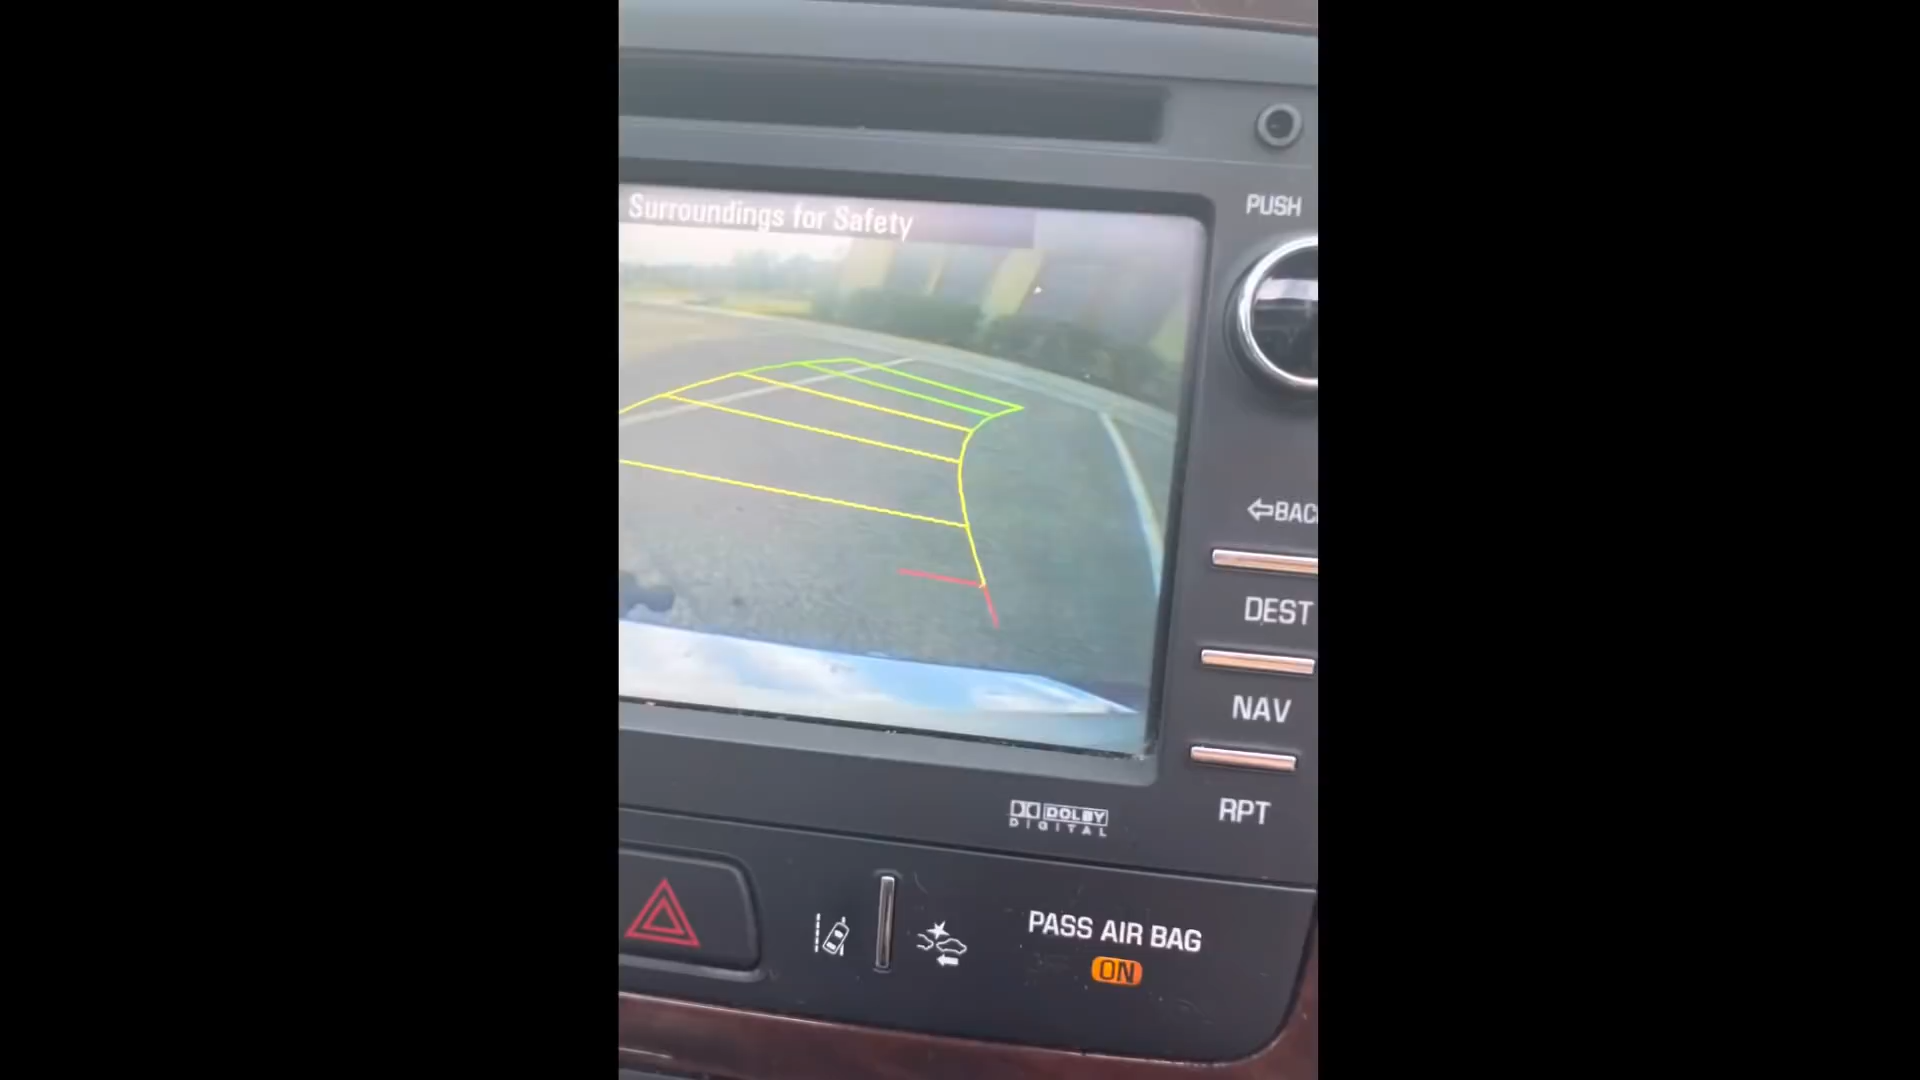 Surroundings for Safety
PUSH
BAC
DEST
NAV
RPT
DOLBY
DIGITAL
PASS AIR BAG
ON